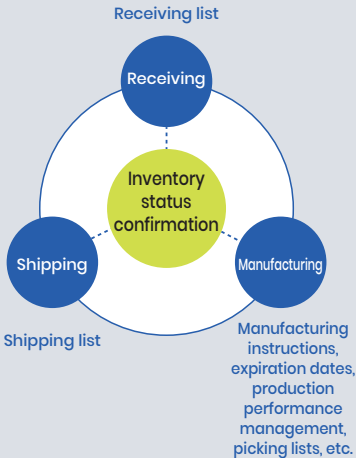 Receiving list
Receiving
Inventory
status
confirmation
Shipping
Manufacturing
Shipping list
Manufacturing
instructions,
expiration dates,
production
performance
management,
picking lists, etc.